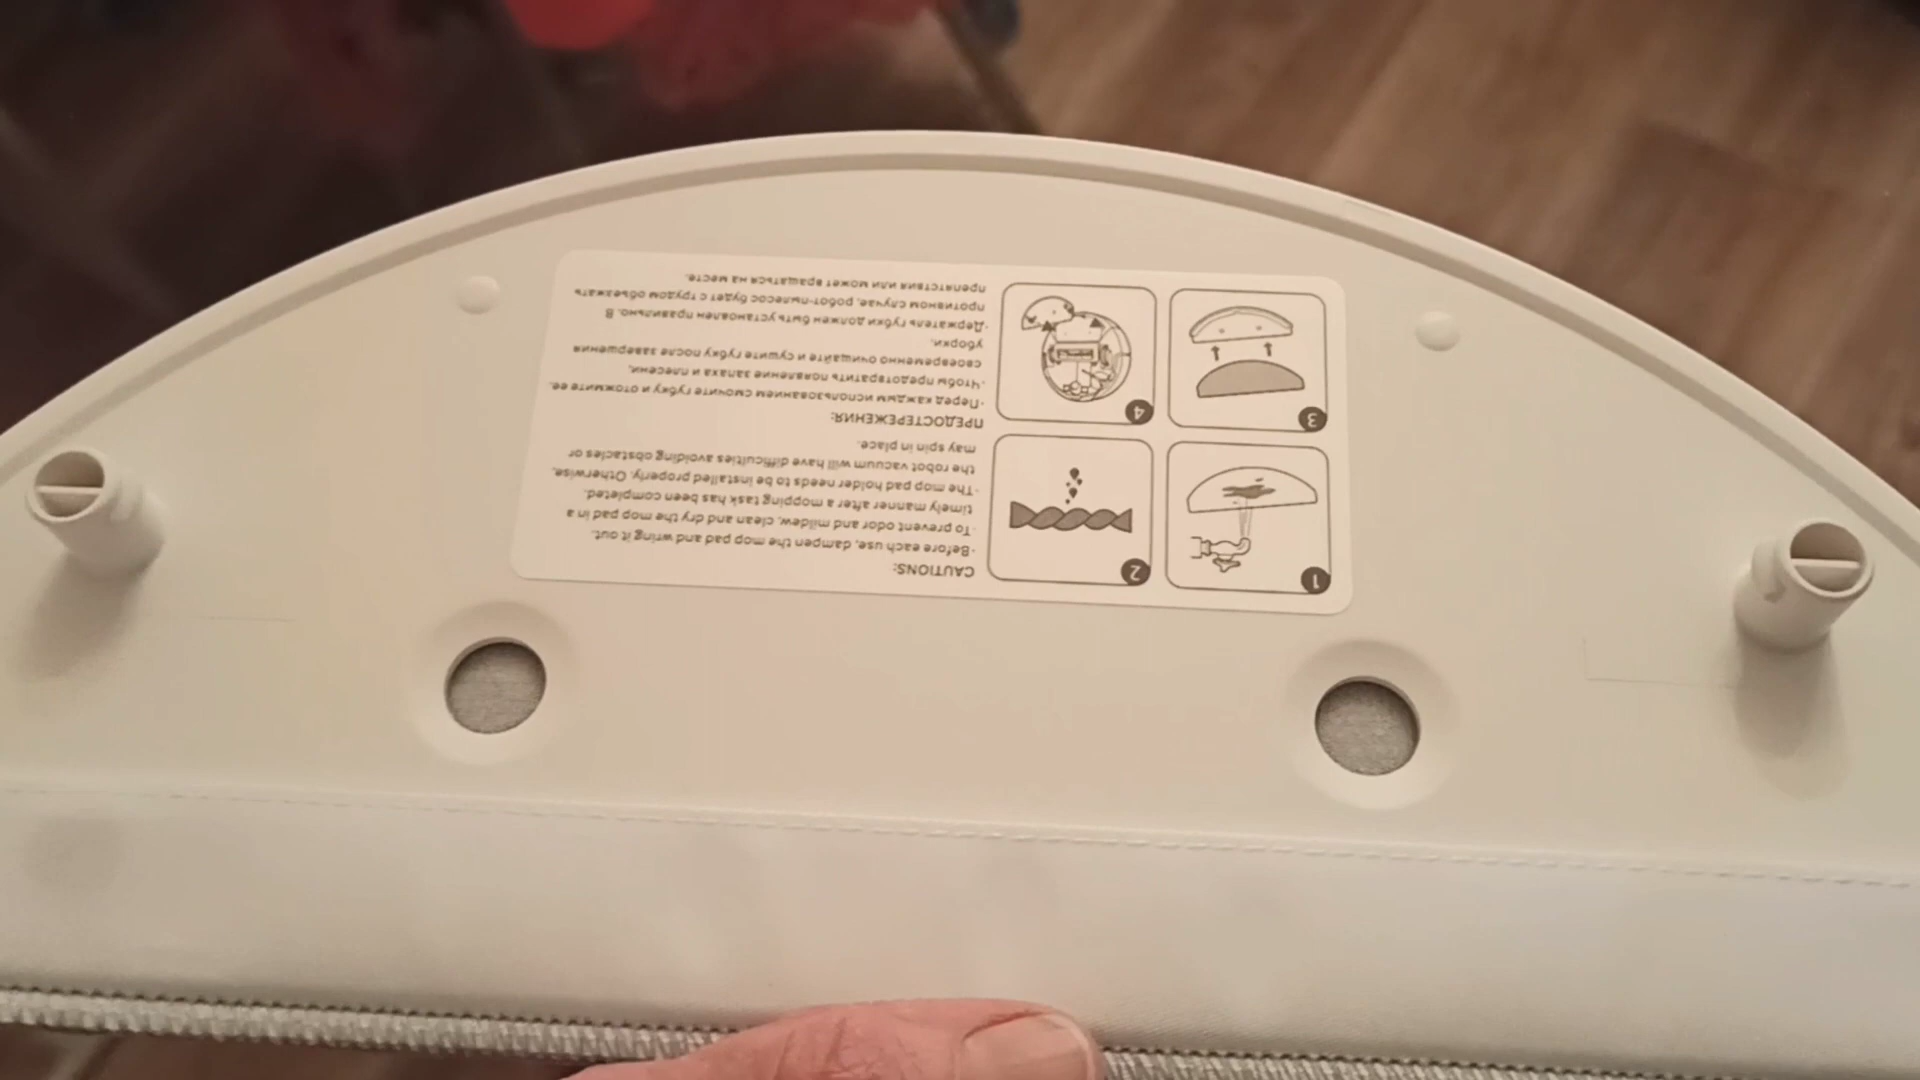 1
2
3
4
CAUTIONS:
·Before each use, dampen the mop pad and wring it out.
·To prevent odor and mildew, clean and dry the mop pad in a
timely manner after a mopping task has been completed.
·The mop pad holder needs to be installed properly, Otherwise,
the robot vacuum will have difficulties avoiding obstacles or
may spin in place.
ПРЕДОСТЕРЕЖЕНИЯ:
·Перед каждым использованием смочите губку и отожмите ее.
·Чтобы предотвратить появление запаха и плесени,
своевременно очищайте и сушите губку после завершения
уборки.
·Держатель губки должен быть установлен правильно. В
противном случае, робот-пылесос будет с трудом объезжать
препятствия или может вращаться на месте.